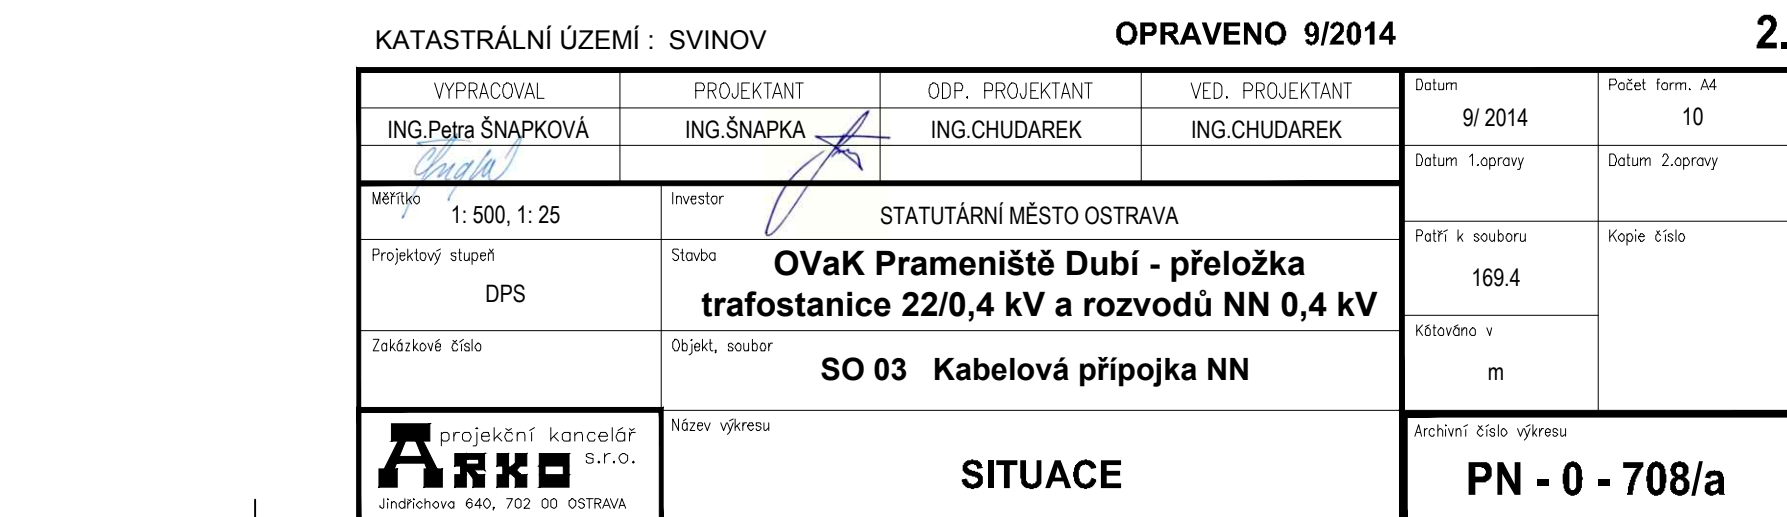 KATASTRÁLNÍ ÚZEMÍ : SVINOV
OPRAVENO 9/2014
2.
VYPRACOVAL
PROJEKTANT
ODP. PROJEKTANT
VED. PROJEKTANT
ING.Petra ŠNAPKOVÁ
ING.ŠNAPKA
ING.CHUDAREK
ING.CHUDAREK
Datum
9/ 2014
Počet form. A4
10
Datum 1.opravy
Datum 2.opravy
Měřítko
1: 500, 1: 25
Investor
STATUTÁRNÍ MĚSTO OSTRAVA
Projektový stupeň
DPS
Stavba
OVaK Prameniště Dubí - přeložka
trafostanice 22/0,4 kV a rozvodů NN 0,4 kV
Patří k souboru
169.4
Kopie číslo
Zakázkové číslo
Objekt, soubor
SO 03 Kabelová přípojka NN
Kótováno v
m
ARKO
projekční kancelář
s.r.o.
Jindřichova 640, 702 00 OSTRAVA
Název výkresu
SITUACE
Archivní číslo výkresu
PN - 0 - 708/a